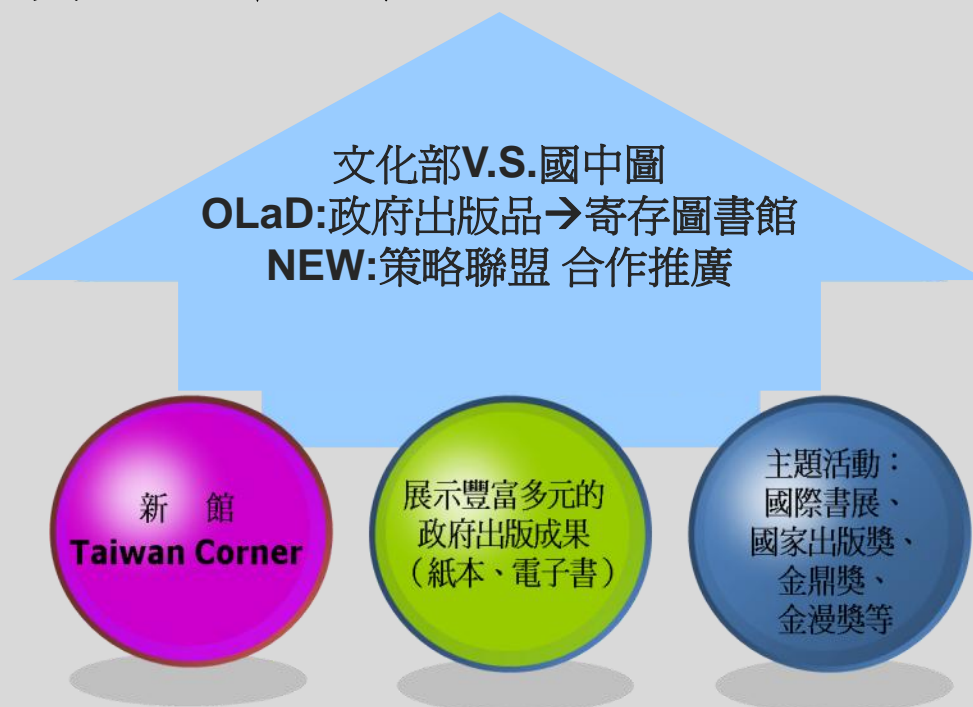 文化部V.S.國中圖
OLaD:政府出版品→寄存圖書館
NEW:策略聯盟 合作推廣
新　館
Taiwan Corner
展示豐富多元的
政府出版成果
（紙本、電子書）
主題活動：
國際書展、
國家出版獎、
金鼎獎、
金漫獎等